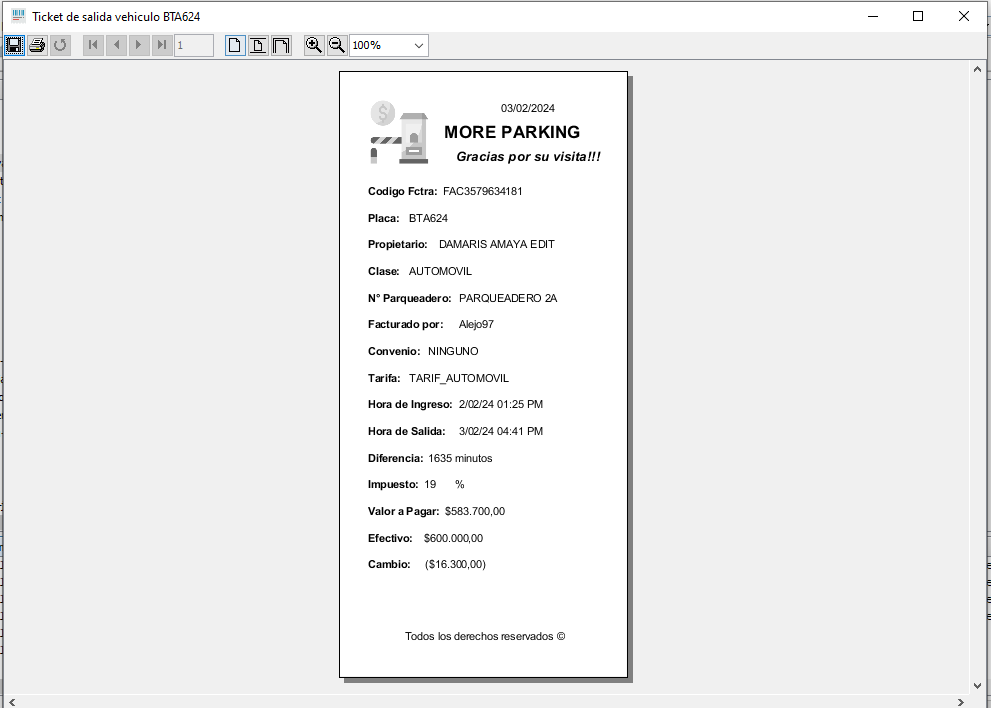 Ticket de salida vehiculo BTA624
1
100%
03/02/2024
$
MORE PARKING
Gracias por su visita!!!
Codigo Fctra: FAC3579634181
Placa: BTA624
Propietario: DAMARIS AMAYA EDIT
Clase: AUTOMOVIL
N° Parqueadero: PARQUEADERO 2A
Facturado por: Alejo97
Convenio: NINGUNO
Tarifa: TARIF_AUTOMOVIL
Hora de Ingreso: 2/02/24 01:25 PM
Hora de Salida: 3/02/24 04:41 PM
Diferencia: 1635 minutos
Impuesto: 19 %
Valor a Pagar: $583.700,00
Efectivo: $600.000,00
Cambio: ($16.300,00)
Todos los derechos reservados ©